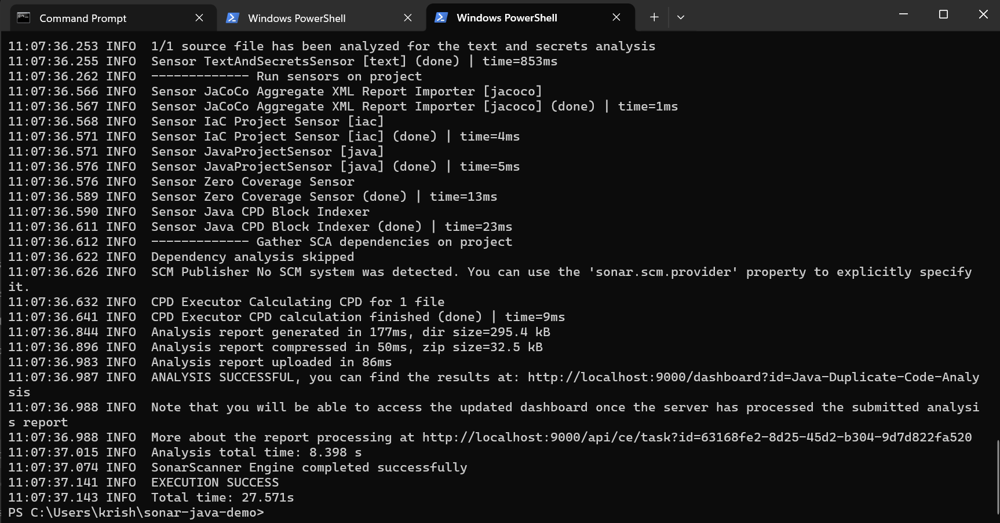 Command Prompt
Windows PowerShell
Windows PowerShell
11:07:36.253 INFO  1/1 source file has been analyzed for the text and secrets analysis
11:07:36.255 INFO  Sensor TextAndSecretsSensor [text] (done) | time=853ms
11:07:36.262 INFO  ------------- Run sensors on project
11:07:36.566 INFO  Sensor JaCoCo Aggregate XML Report Importer [jacoco]
11:07:36.567 INFO  Sensor JaCoCo Aggregate XML Report Importer [jacoco] (done) | time=1ms
11:07:36.568 INFO  Sensor IaC Project Sensor [iac]
11:07:36.571 INFO  Sensor IaC Project Sensor [iac] (done) | time=4ms
11:07:36.571 INFO  Sensor JavaProjectSensor [java]
11:07:36.576 INFO  Sensor JavaProjectSensor [java] (done) | time=5ms
11:07:36.576 INFO  Sensor Zero Coverage Sensor
11:07:36.589 INFO  Sensor Zero Coverage Sensor (done) | time=13ms
11:07:36.590 INFO  Sensor Java CPD Block Indexer
11:07:36.611 INFO  Sensor Java CPD Block Indexer (done) | time=23ms
11:07:36.612 INFO  ------------- Gather SCA dependencies on project
11:07:36.622 INFO  Dependency analysis skipped
11:07:36.626 INFO  SCM Publisher No SCM system was detected. You can use the 'sonar.scm.provider' property to explicitly specify
it.
11:07:36.632 INFO  CPD Executor Calculating CPD for 1 file
11:07:36.641 INFO  CPD Executor CPD calculation finished (done) | time=9ms
11:07:36.844 INFO  Analysis report generated in 177ms, dir size=295.4 kB
11:07:36.896 INFO  Analysis report compressed in 50ms, zip size=32.5 kB
11:07:36.983 INFO  Analysis report uploaded in 86ms
11:07:36.987 INFO  ANALYSIS SUCCESSFUL, you can find the results at: http://localhost:9000/dashboard?id=Java-Duplicate-Code-Analy
sis
11:07:36.988 INFO  Note that you will be able to access the updated dashboard once the server has processed the submitted analysi
s report
11:07:36.988 INFO  More about the report processing at http://localhost:9000/api/ce/task?id=63168fe2-8d25-45d2-b304-9d7d822fa520
11:07:37.015 INFO  Analysis total time: 8.398 s
11:07:37.074 INFO  SonarScanner Engine completed successfully
11:07:37.141 INFO  EXECUTION SUCCESS
11:07:37.143 INFO  Total time: 27.571s
PS C:\Users\krish\sonar-java-demo>